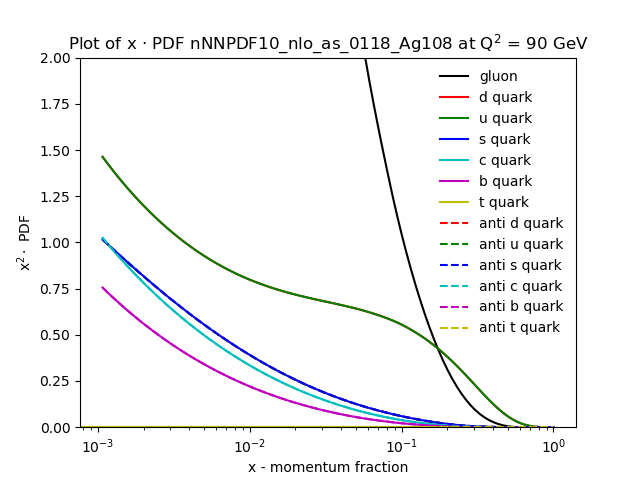 Plot of x · PDF nNNPDF10_nlo_as_0118_Ag108 at Q² = 90 GeV
2.00
1.75
1.50
1.25
1.00
0.75
0.50
0.25
0.00
x² · PDF
gluon
d quark
u quark
s quark
c quark
b quark
t quark
anti d quark
anti u quark
anti s quark
anti c quark
anti b quark
anti t quark
10⁻³ 10⁻² 10⁻¹ 10⁰
x - momentum fraction